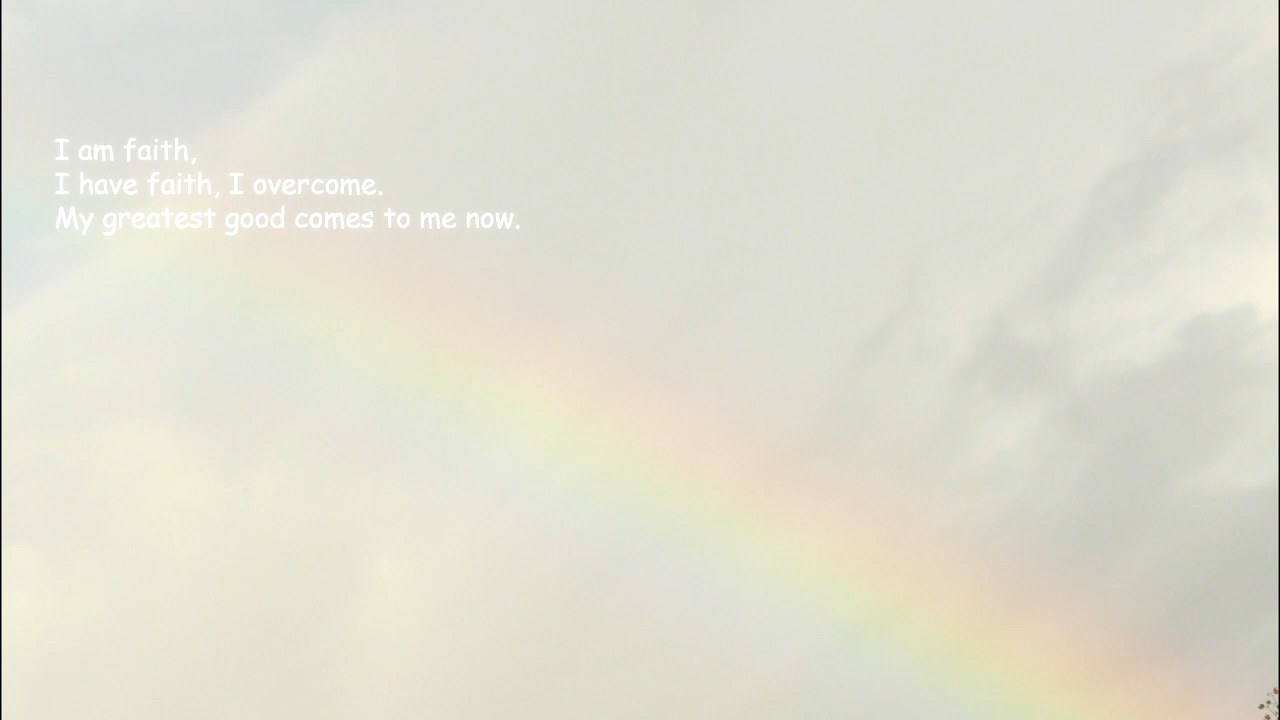 I am faith,
I have faith, I overcome.
My greatest good comes to me now.